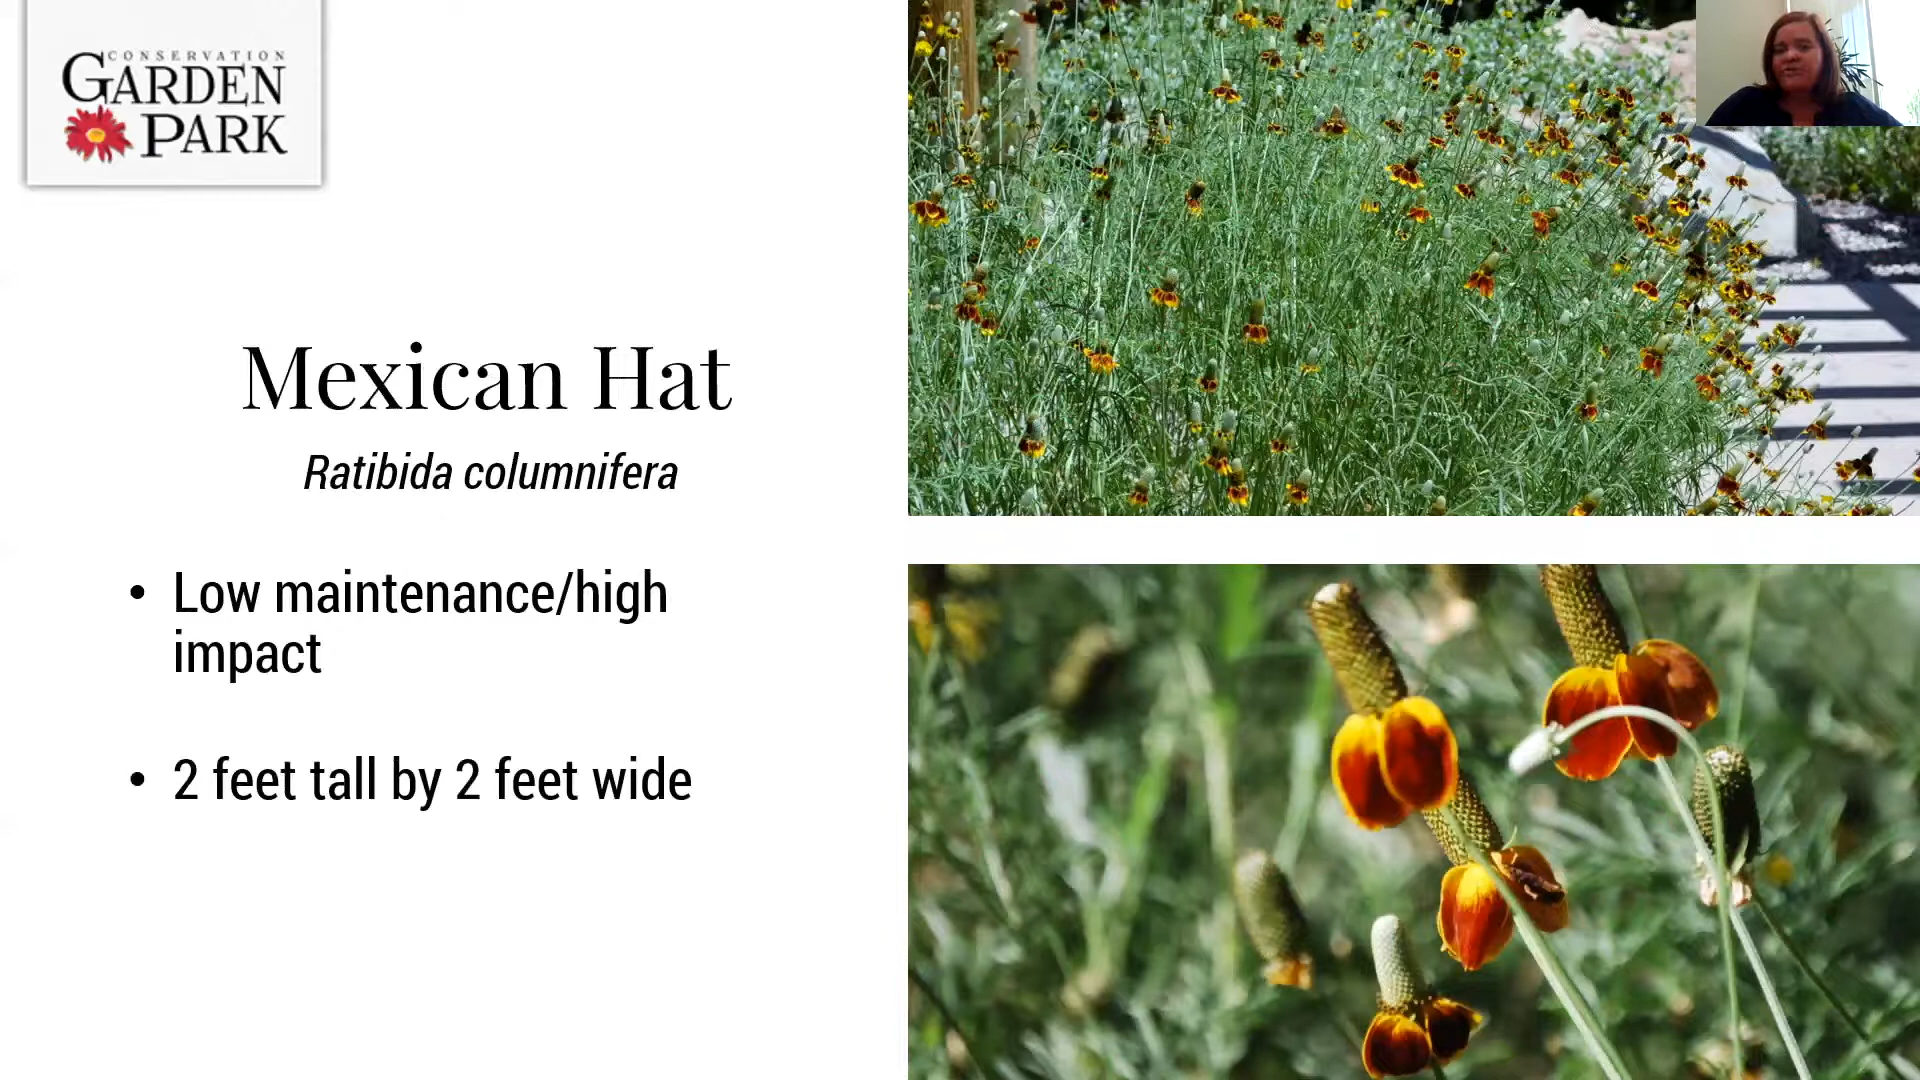 CONSERVATION
GARDEN
PARK
Mexican Hat
Ratibida columnifera
• Low maintenance/high
impact
• 2 feet tall by 2 feet wide